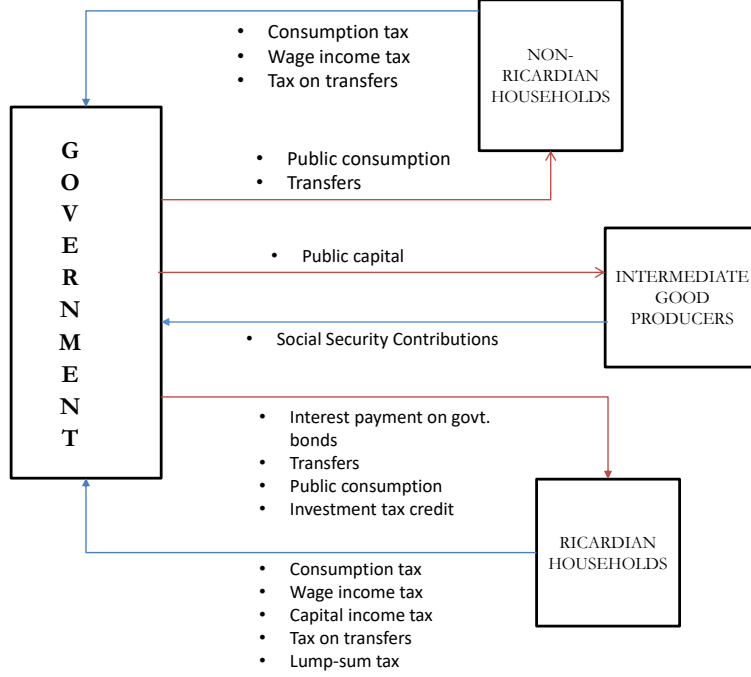 • Consumption tax
• Wage income tax
• Tax on transfers
NON-
RICARDIAN
HOUSEHOLDS
G
O
V
E
R
N
M
E
N
T
• Public consumption
• Transfers
• Public capital
INTERMEDIATE
GOOD
PRODUCERS
• Social Security Contributions
• Interest payment on govt.
bonds
• Transfers
• Public consumption
• Investment tax credit
RICARDIAN
HOUSEHOLDS
• Consumption tax
• Wage income tax
• Capital income tax
• Tax on transfers
• Lump-sum tax